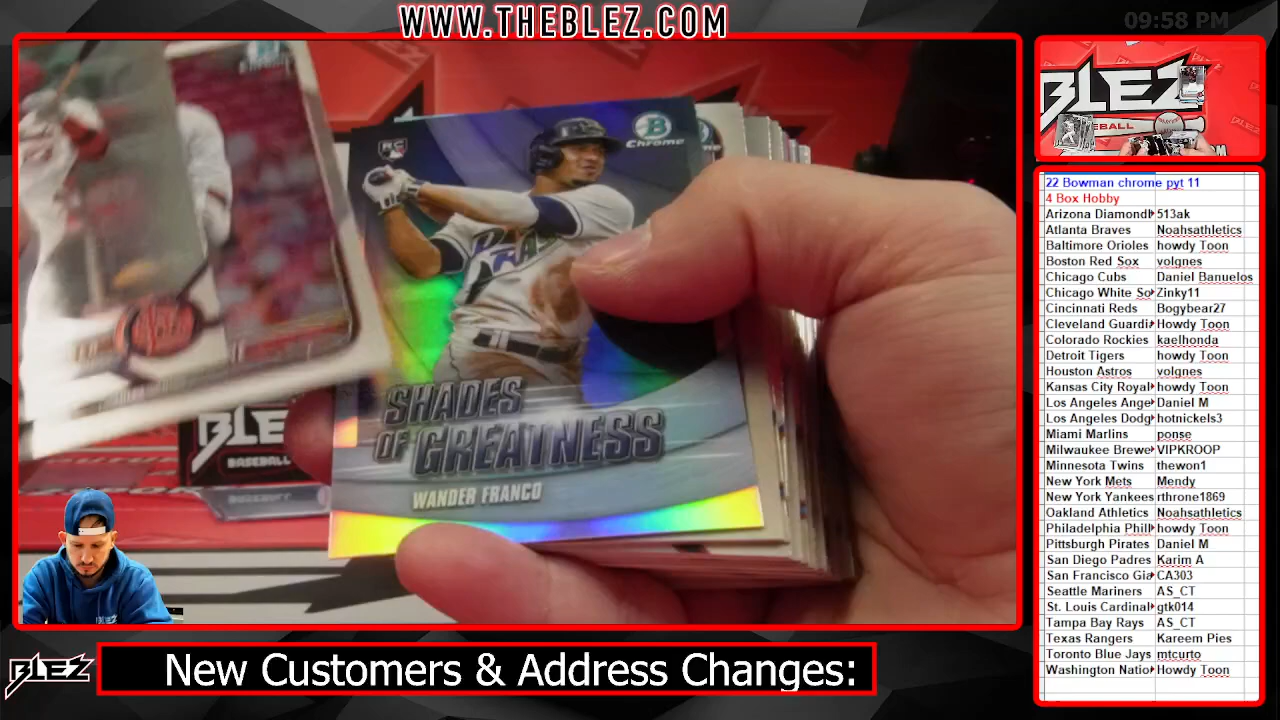 WWW.THEBLEZ.COM
09:58 PM
BLEZ
BALL
RC
B
Chrome
RAYS
SHADES
OF GREATNESS
WANDER FRANCO
BLEZ
BASEBALL
22 Bowman chrome pyt 11
4 Box Hobby
Arizona Diamondl 513ak
Atlanta Braves Noahsathletics
Baltimore Orioles howdy Toon
Boston Red Sox volgnes
Chicago Cubs Daniel Banuelos
Chicago White So Zinky11
Cincinnati Reds Bogybear27
Cleveland Guardi Howdy Toon
Colorado Rockies kaelhonda
Detroit Tigers howdy Toon
Houston Astros volgnes
Kansas City Royal howdy Toon
Los Angeles Ange Daniel M
Los Angeles Dodg hotnickels3
Miami Marlins ponse
Milwaukee Brewe VIPKROOP
Minnesota Twins thewon1
New York Mets Mendy
New York Yankees rthrone1869
Oakland Athletics Noahsathletics
Philadelphia Phill howdy Toon
Pittsburgh Pirates Daniel M
San Diego Padres Karim A
San Francisco Gia CA303
Seattle Mariners AS_CT
St. Louis Cardinal gtk014
Tampa Bay Rays AS_CT
Texas Rangers Kareem Pies
Toronto Blue Jays mtcurto
Washington Natio Howdy Toon
BLEZ
New Customers & Address Changes: